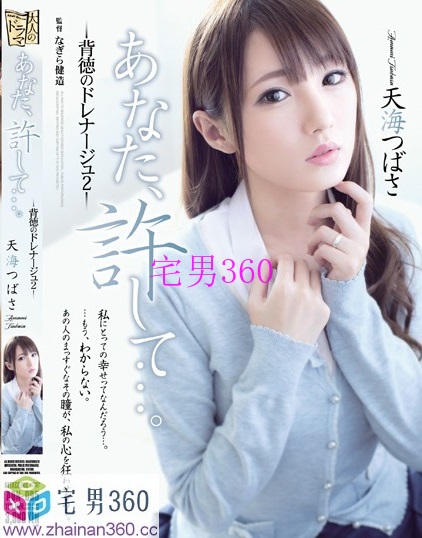 大人の
ドラマ
あなた、許して…。
―背徳のドレナージュ2―
天海つばさ
監督
なぎら健造
―背徳のドレナージュ2―
あなた、許して…。
天海つばさ
宅男360
私にとっての幸せってなんだろう…。
…もう、わからない。
あの人のまっすぐなその瞳が、私の心を狂わ
宅男360
www.zhainan360.cc